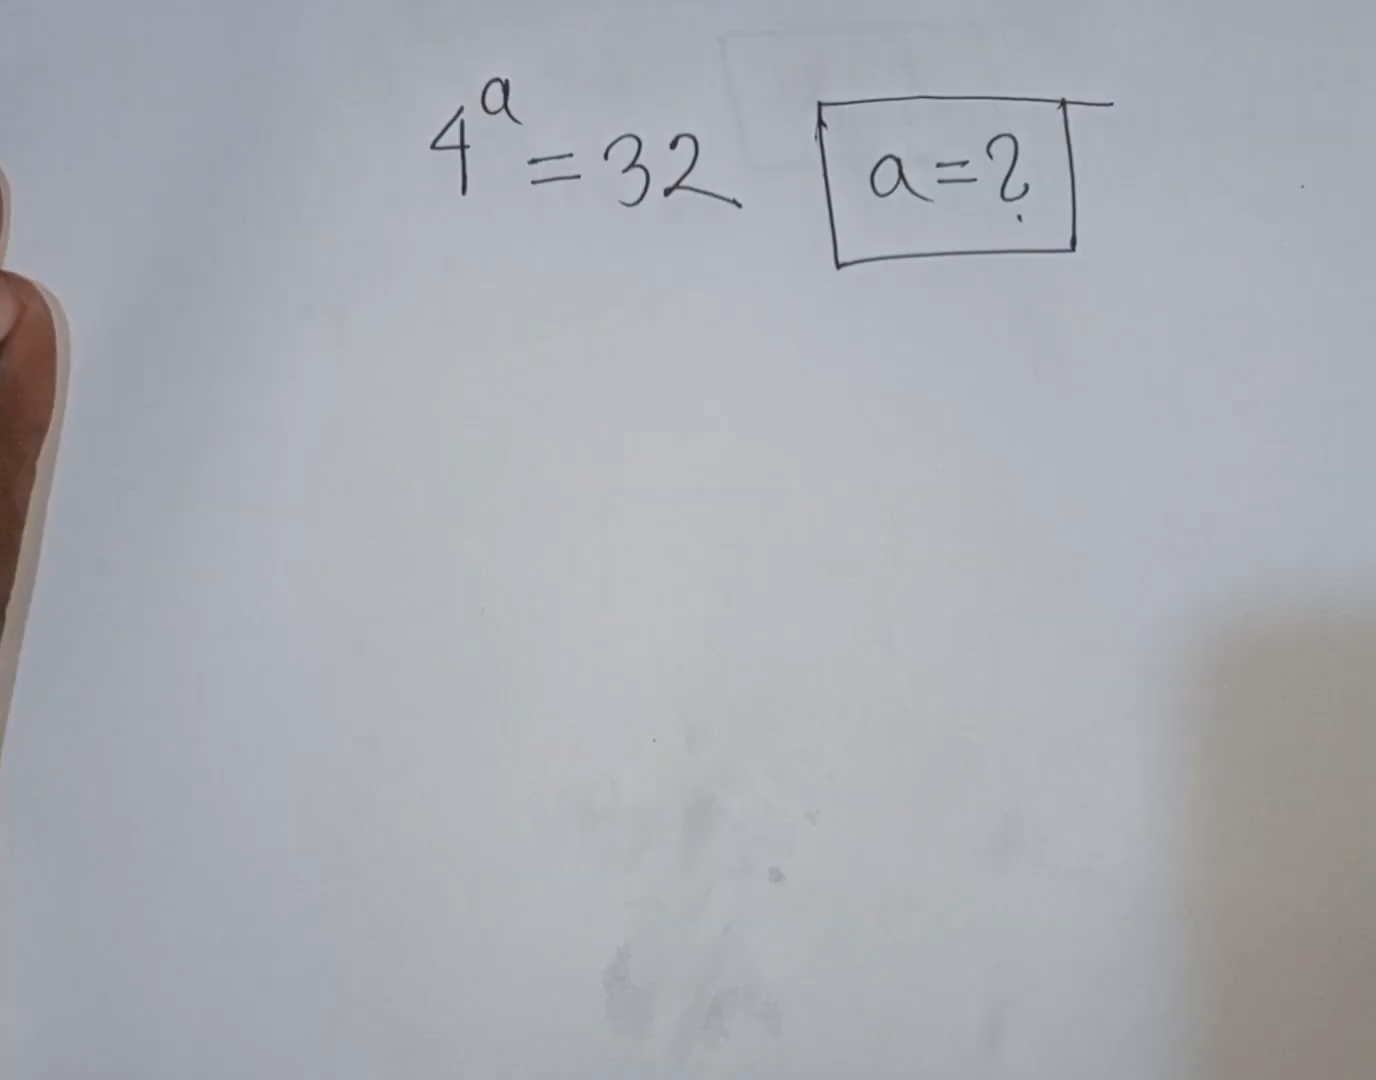 4^a = 32 a = ?